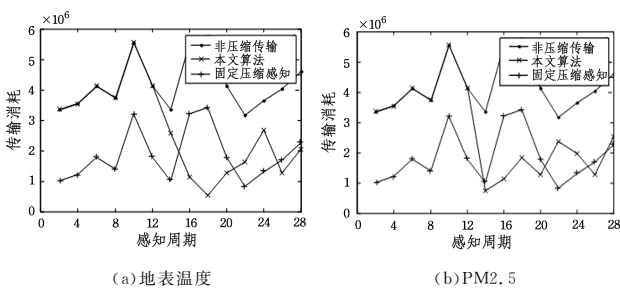 ×10⁶
6
5
4
3
2
1
0
0 4 8 12 16 20 24 28
传输消耗
感知周期
非压缩传输
本文算法
固定压缩感知
(a)地表温度
×10⁶
6
5
4
3
2
1
0
0 4 8 12 16 20 24 28
传输消耗
感知周期
非压缩传输
本文算法
固定压缩感知
(b)PM2.5